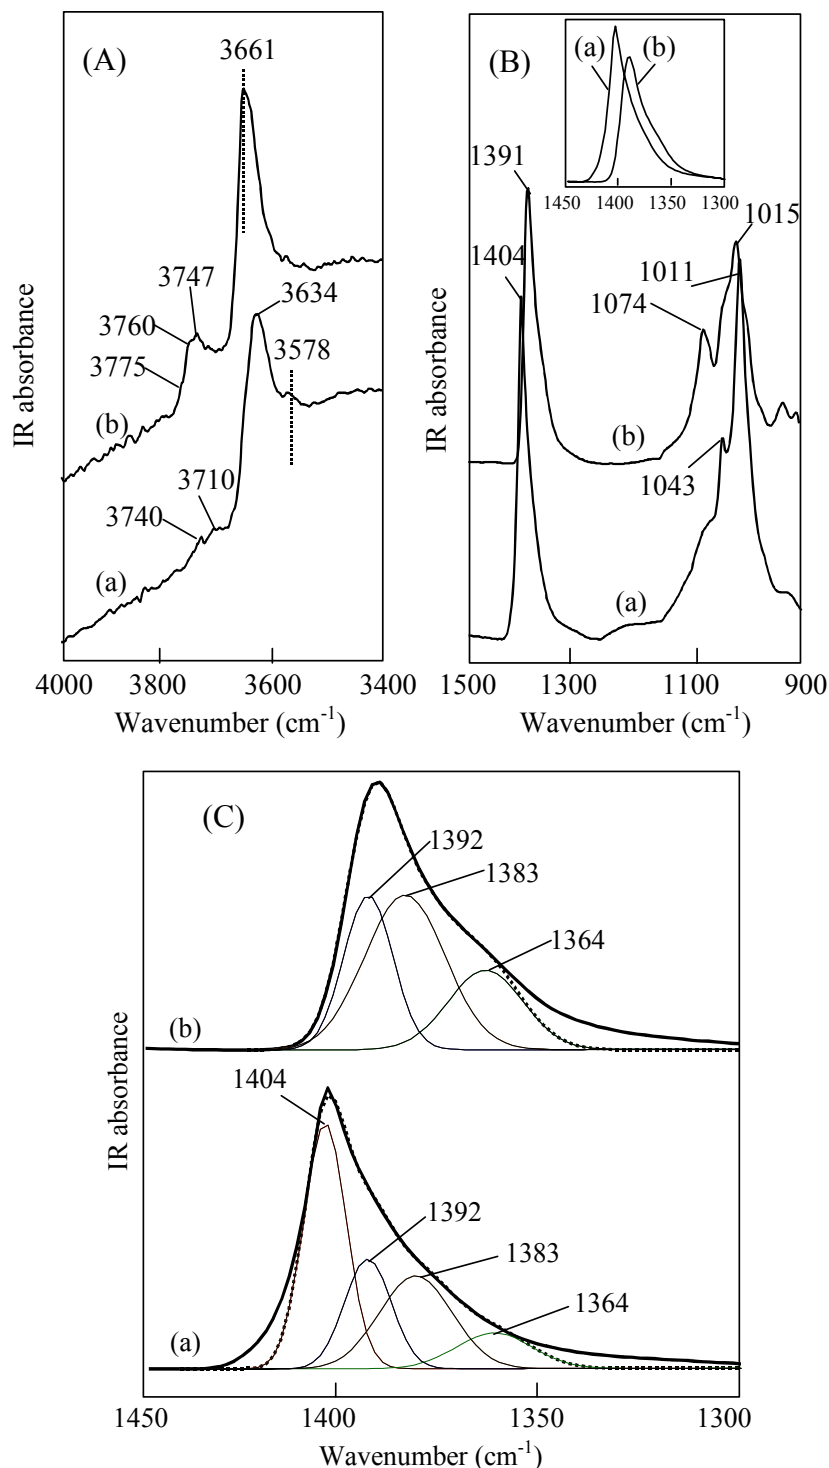 (A)
3661
3747
3760
3775
3634
3578
(b)
3710
3740
(a)
IR absorbance
4000 3800 3600 3400
Wavenumber (cm-1)
(B)
(a) (b)
1450 1400 1350 1300
1391
1404
1015
1011
1074
(b)
1043
(a)
IR absorbance
1500 1300 1100 900
Wavenumber (cm-1)
(C)
1392
1383
1364
(b)
1404
1392
1383
1364
(a)
IR absorbance
1450 1400 1350 1300
Wavenumber (cm-1)